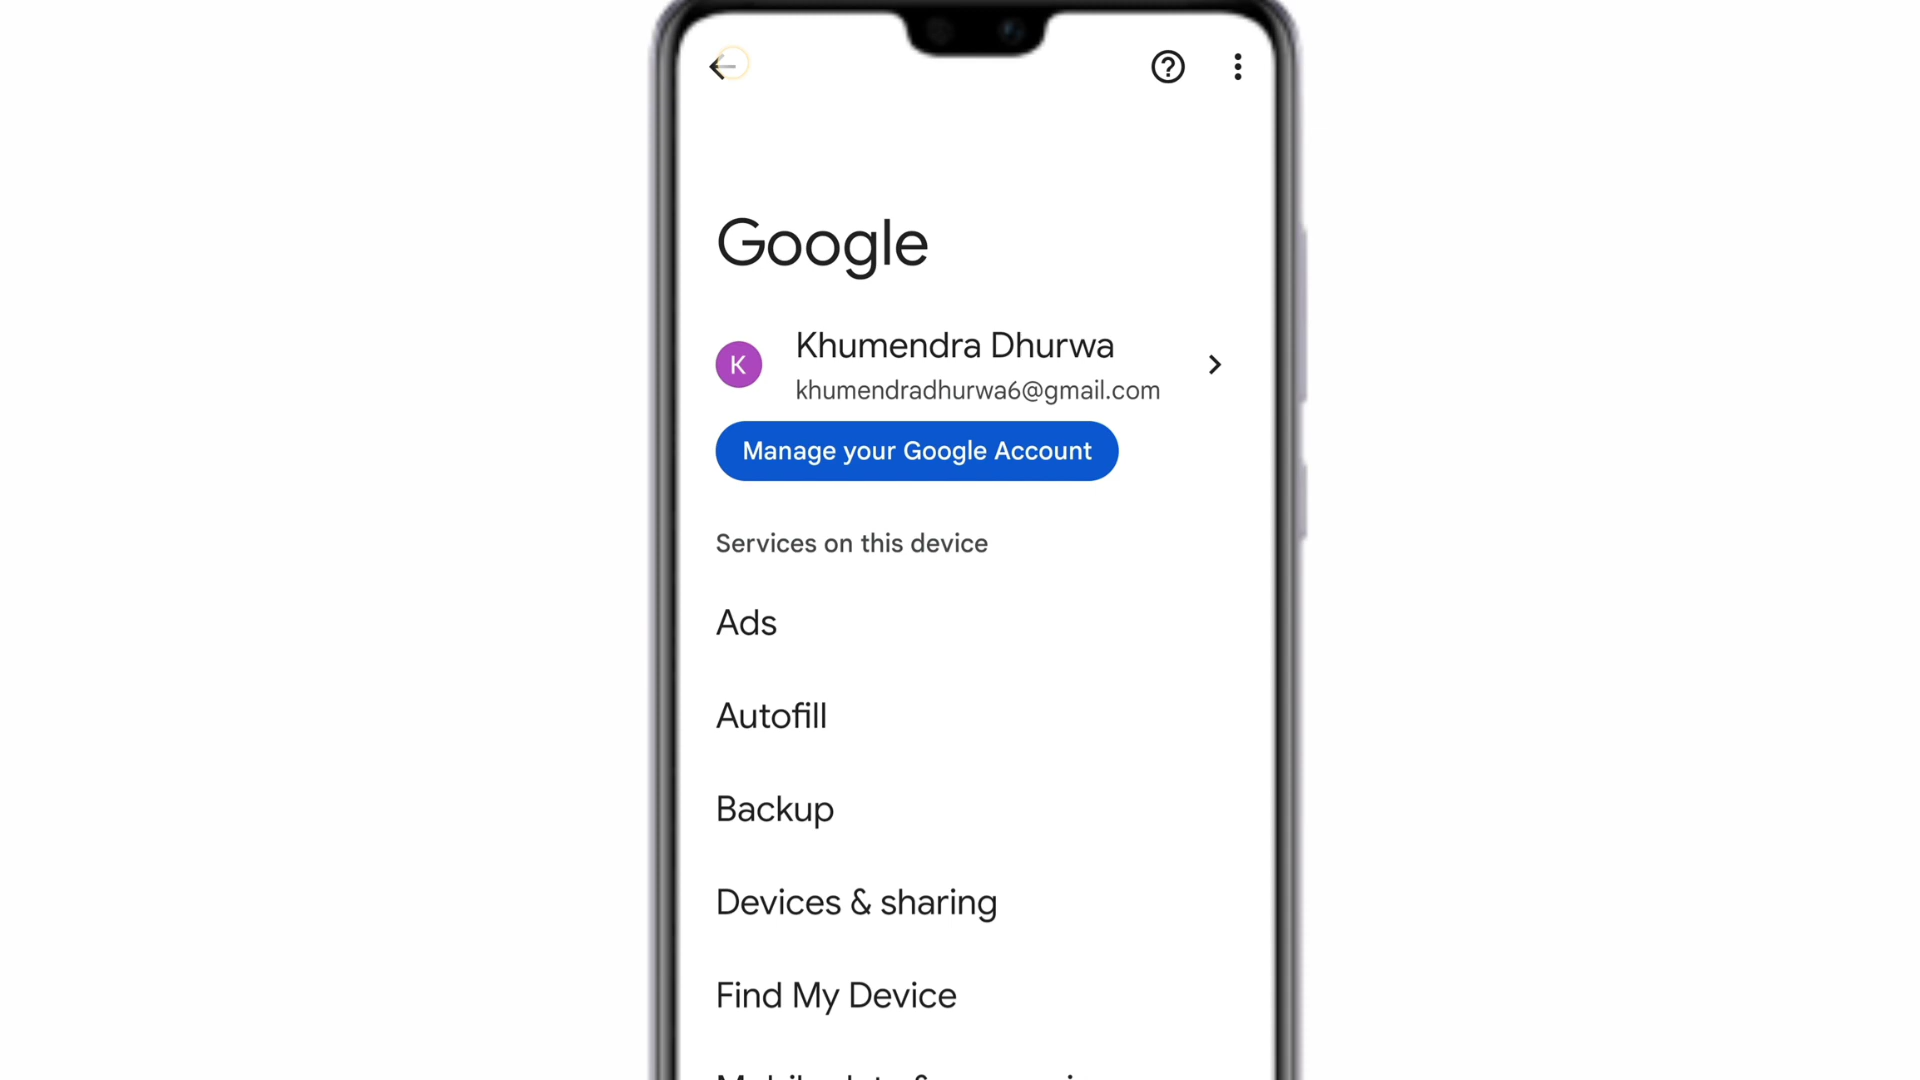 Google
K
Khumendra Dhurwa
khumendradhurwa6@gmail.com
Manage your Google Account
Services on this device
Ads
Autofill
Backup
Devices & sharing
Find My Device